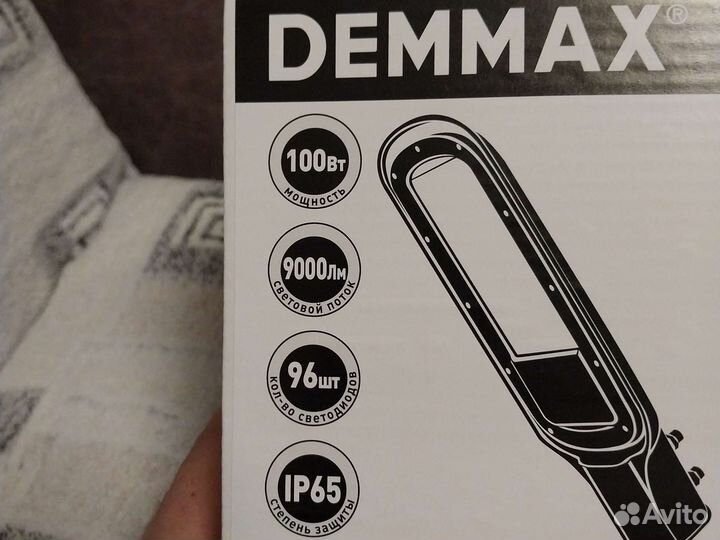 DEMMAX®
100Вт
мощность
9000Лм
световой поток
96шт
кол-во светодиодов
IP65
степень защиты
Avito